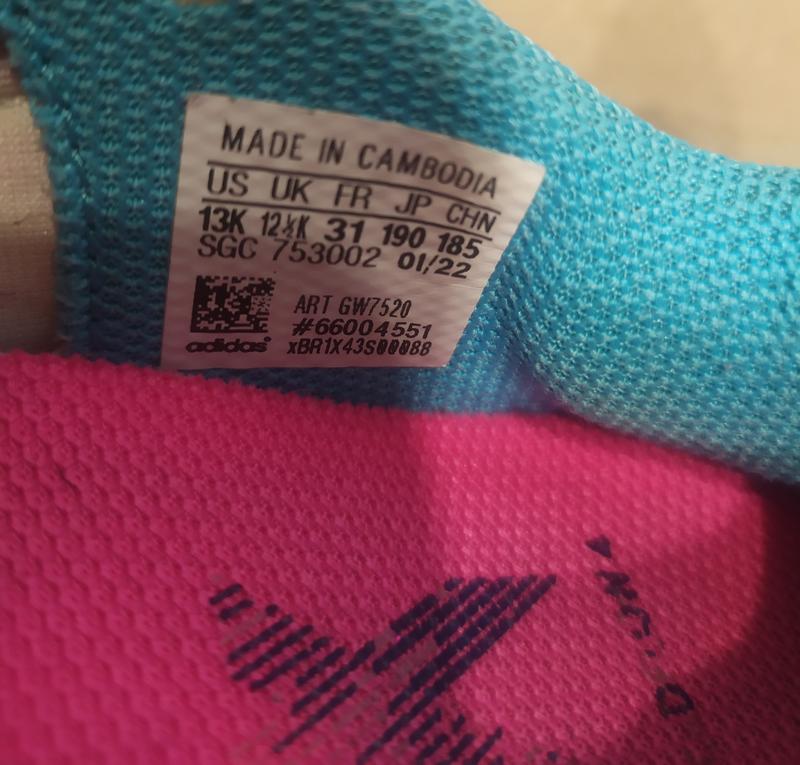 MADE IN CAMBODIA
US UK FR JP CHN
13K 12½K 31 190 185
SGC 753002 01/22
ART GW7520
#66004551
adidas xBR1X43S00088